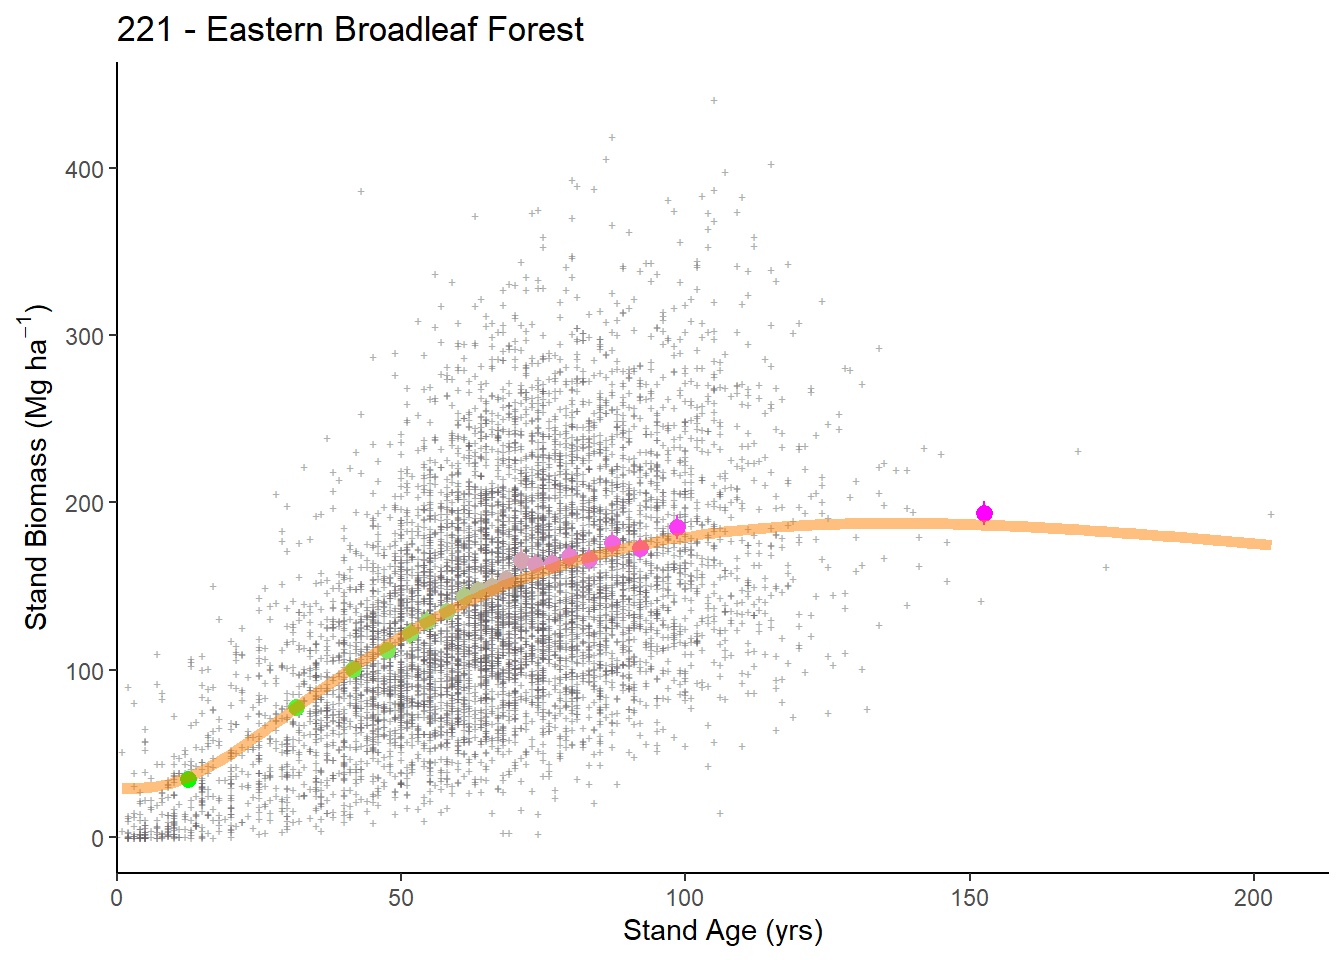 221 - Eastern Broadleaf Forest
Stand Biomass (Mg ha⁻¹)
400
300
200
100
0
0 50 100 150 200
Stand Age (yrs)